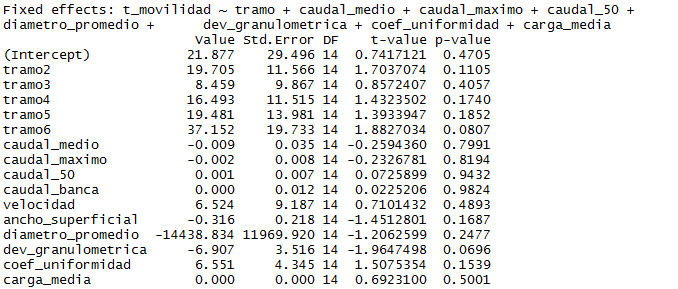 Fixed effects: t_movilidad ~ tramo + caudal_medio + caudal_maximo + caudal_50 +
diametro_promedio + dev_granulometrica + coef_uniformidad + carga_media
Value Std.Error DF t-value p-value
(Intercept) 21.877 29.496 14 0.7417121 0.4705
tramo2 19.705 11.566 14 1.7037074 0.1105
tramo3 8.459 9.867 14 0.8572407 0.4057
tramo4 16.493 11.515 14 1.4323502 0.1740
tramo5 19.481 13.981 14 1.3933947 0.1852
tramo6 37.152 19.733 14 1.8827034 0.0807
caudal_medio -0.009 0.035 14 -0.2594360 0.7991
caudal_maximo -0.002 0.008 14 -0.2326781 0.8194
caudal_50 0.001 0.007 14 0.0725899 0.9432
caudal_banca 0.000 0.012 14 0.0225206 0.9824
velocidad 6.524 9.187 14 0.7101432 0.4893
ancho_superficial -0.316 0.218 14 -1.4512801 0.1687
diametro_promedio -14438.834 11969.920 14 -1.2062599 0.2477
dev_granulometrica -6.907 3.516 14 -1.9647498 0.0696
coef_uniformidad 6.551 4.345 14 1.5075354 0.1539
carga_media 0.000 0.000 14 0.6923100 0.5001